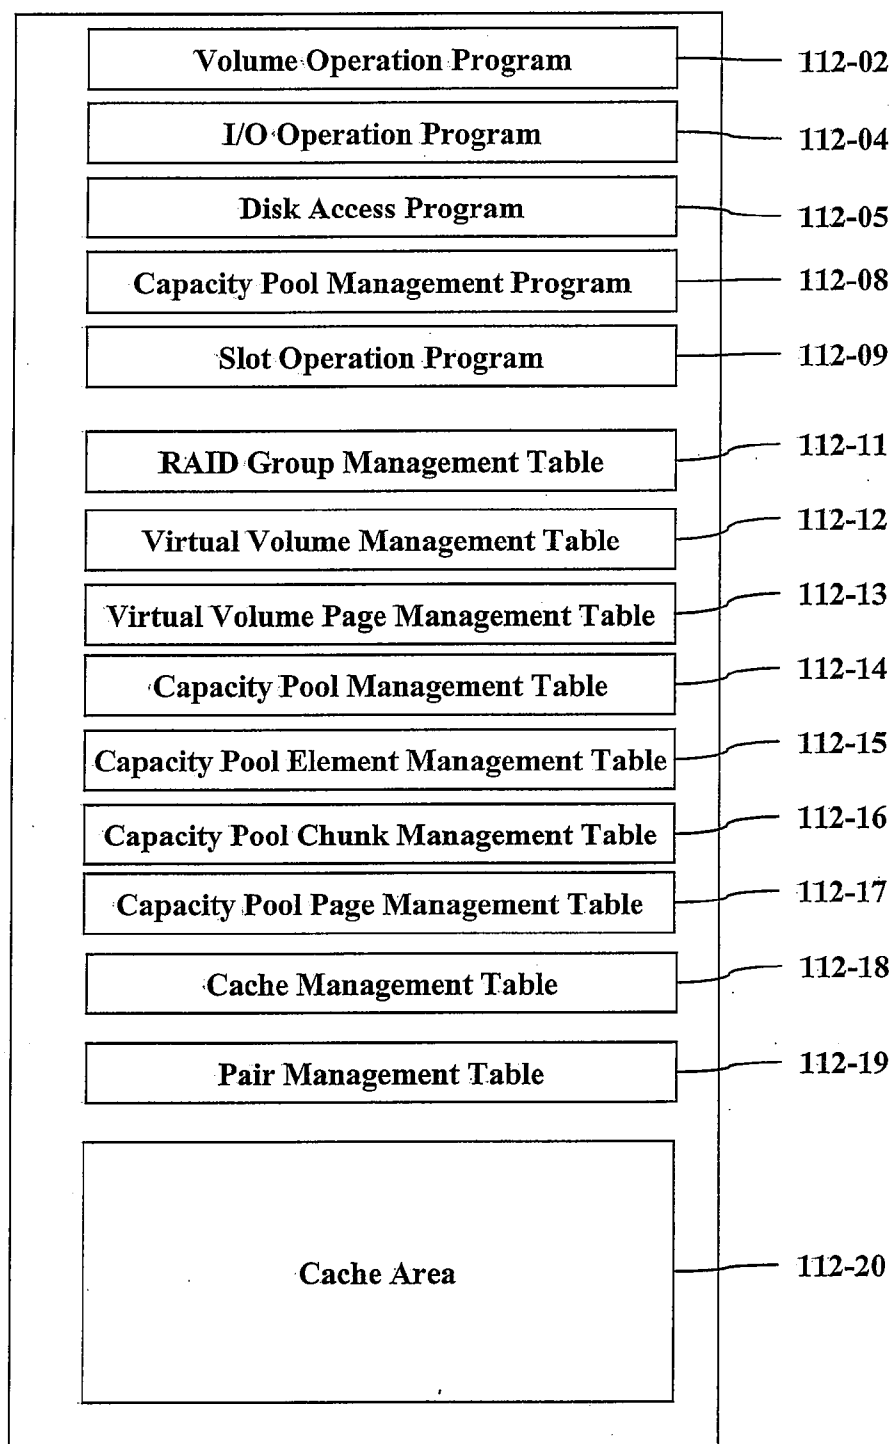 Volume Operation Program 112-02
I/O Operation Program 112-04
Disk Access Program 112-05
Capacity Pool Management Program 112-08
Slot Operation Program 112-09
RAID Group Management Table 112-11
Virtual Volume Management Table 112-12
Virtual Volume Page Management Table 112-13
Capacity Pool Management Table 112-14
Capacity Pool Element Management Table 112-15
Capacity Pool Chunk Management Table 112-16
Capacity Pool Page Management Table 112-17
Cache Management Table 112-18
Pair Management Table 112-19
Cache Area 112-20